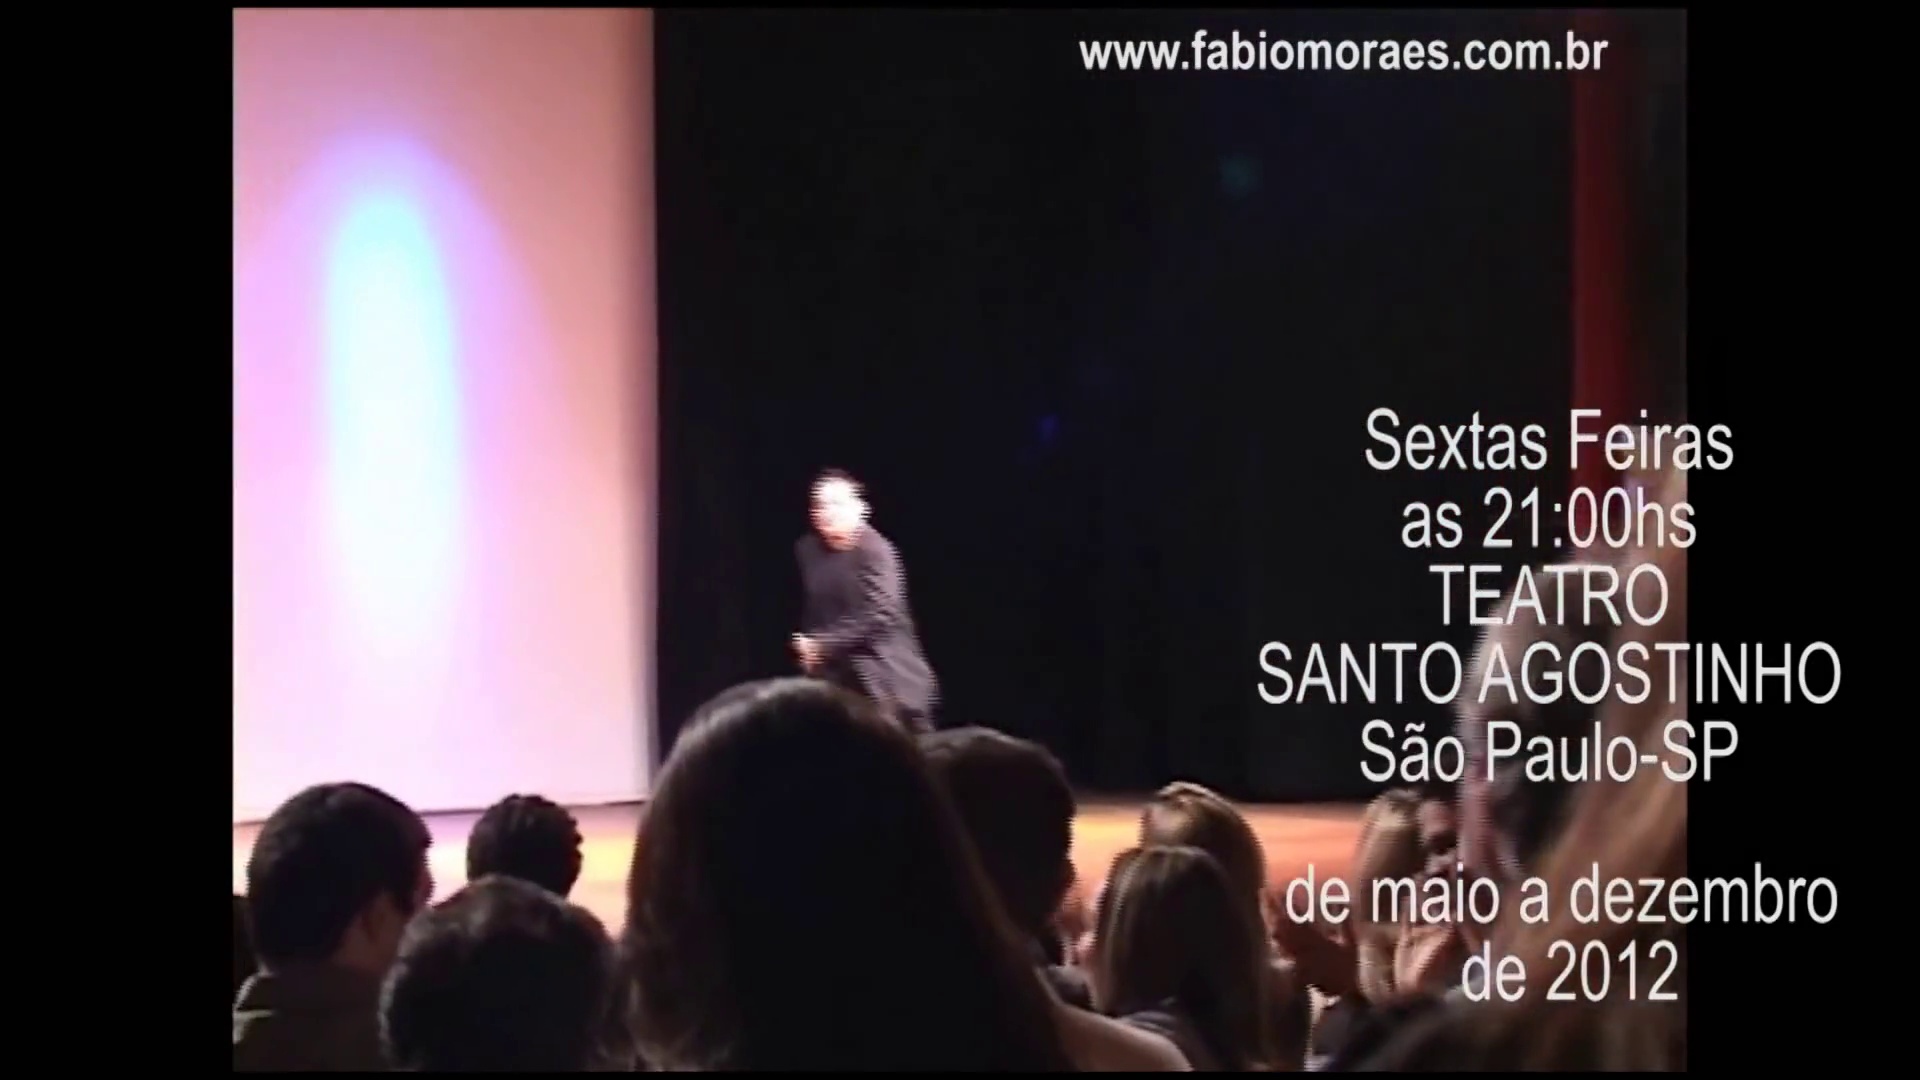 www.fabiomoraes.com.br
Sextas Feiras
as 21:00hs
TEATRO
SANTO AGOSTINHO
São Paulo-SP
de maio a dezembro
de 2012